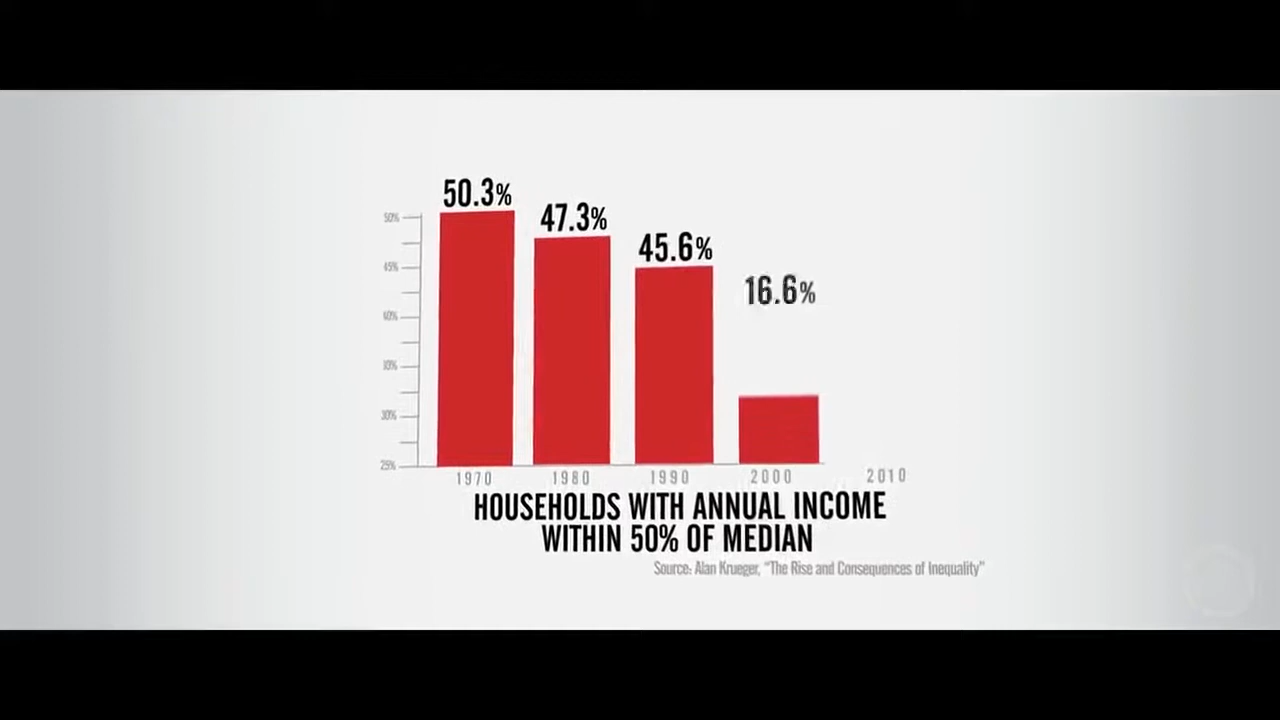 50.3%
47.3%
45.6%
16.6%
50%
45%
40%
30%
25%
1970 1980 1990 2000 2010
HOUSEHOLDS WITH ANNUAL INCOME
WITHIN 50% OF MEDIAN
Source: Alan Krueger, "The Rise and Consequences of Inequality"